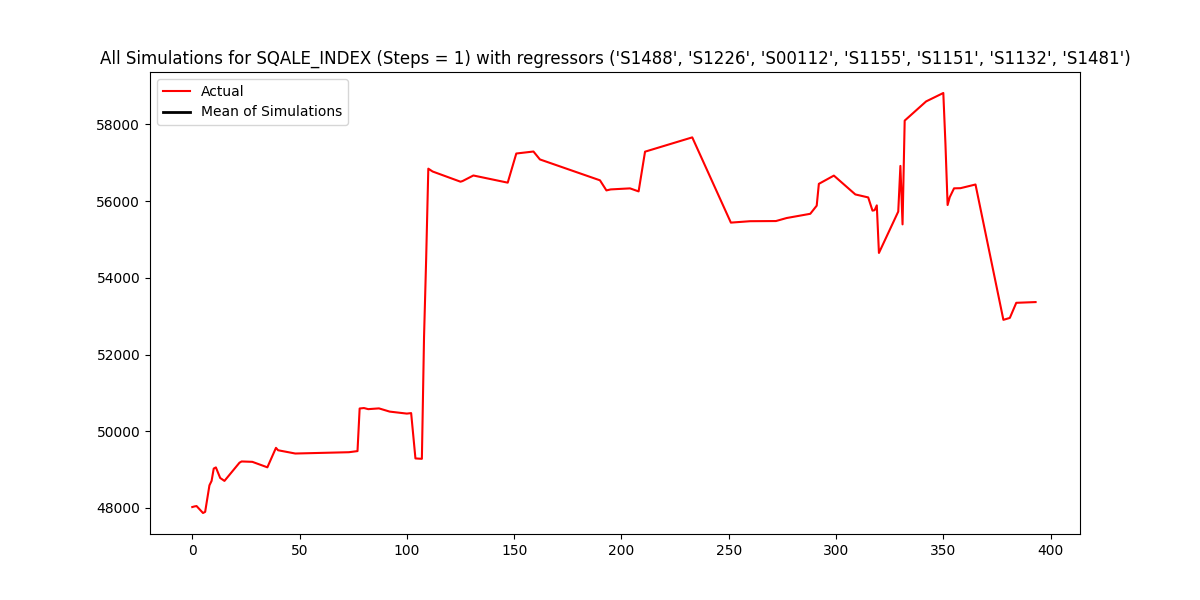 All Simulations for SQALE_INDEX (Steps = 1) with regressors ('S1488', 'S1226', 'S00112', 'S1155', 'S1151', 'S1132', 'S1481')
Actual
Mean of Simulations
58000
56000
54000
52000
50000
48000
0 50 100 150 200 250 300 350 400